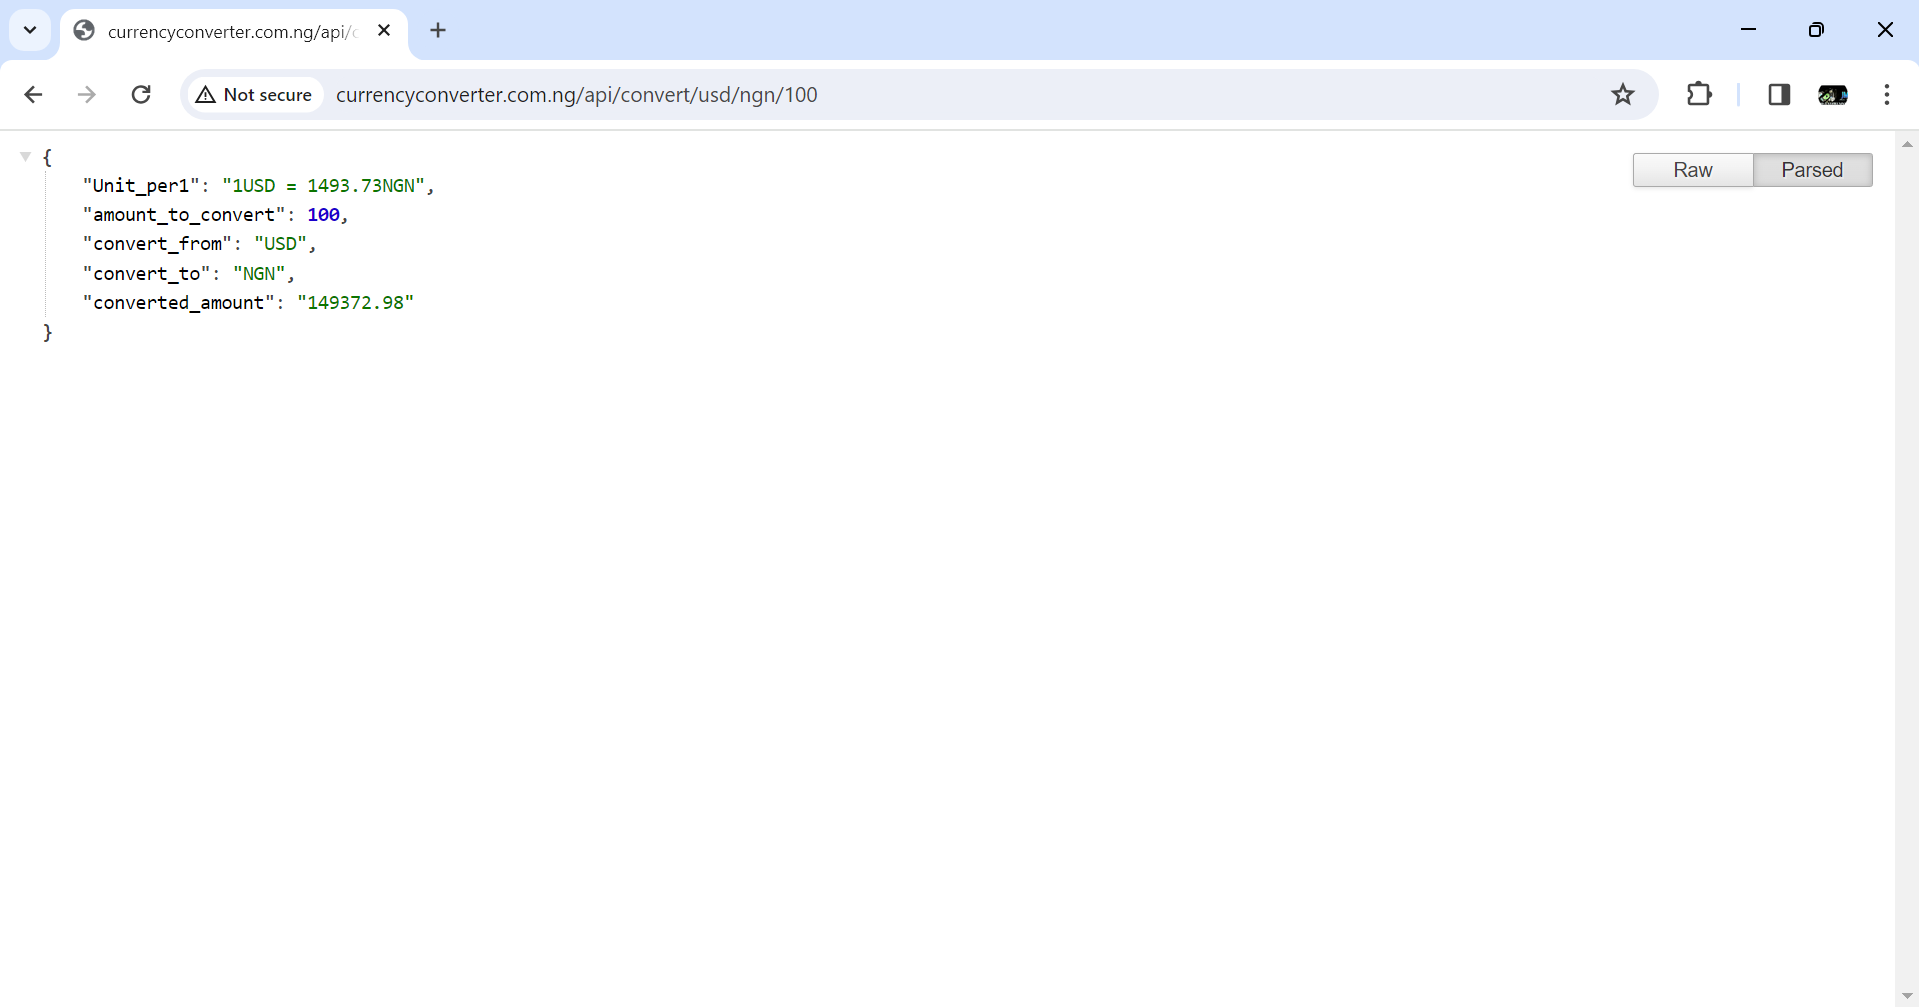 currencyconverter.com.ng/api/
Not secure
currencyconverter.com.ng/api/convert/usd/ngn/100
Raw
Parsed
{
"Unit_per1": "1USD = 1493.73NGN",
"amount_to_convert": 100,
"convert_from": "USD",
"convert_to": "NGN",
"converted_amount": "149372.98"
}